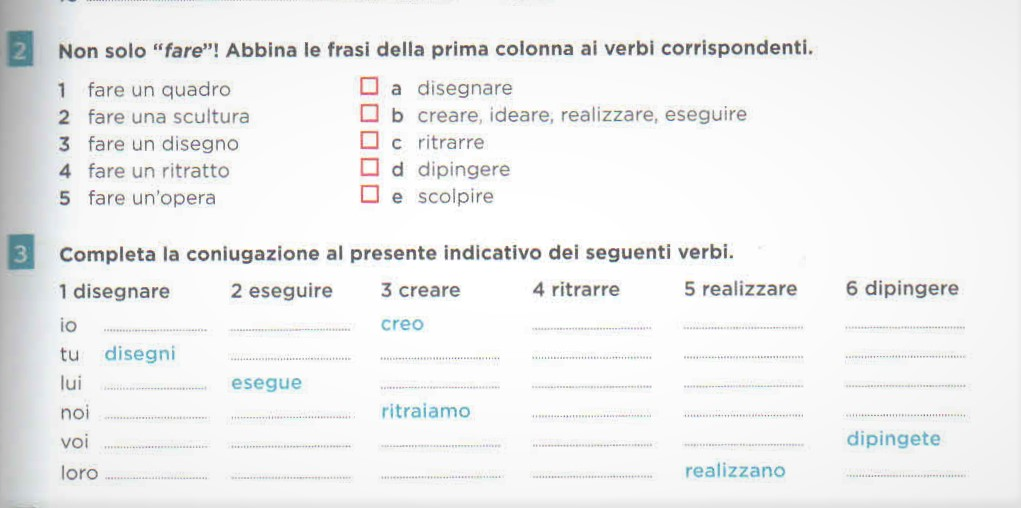 2 Non solo “fare”! Abbina le frasi della prima colonna ai verbi corrispondenti.
1 fare un quadro a disegnare
2 fare una scultura b creare, ideare, realizzare, eseguire
3 fare un disegno c ritrarre
4 fare un ritratto d dipingere
5 fare un’opera e scolpire
3 Completa la coniugazione al presente indicativo dei seguenti verbi.
1 disegnare 2 eseguire 3 creare 4 ritrarre 5 realizzare 6 dipingere
io creo
tu disegni
lui esegue
noi ritraiamo
voi dipingete
loro realizzano